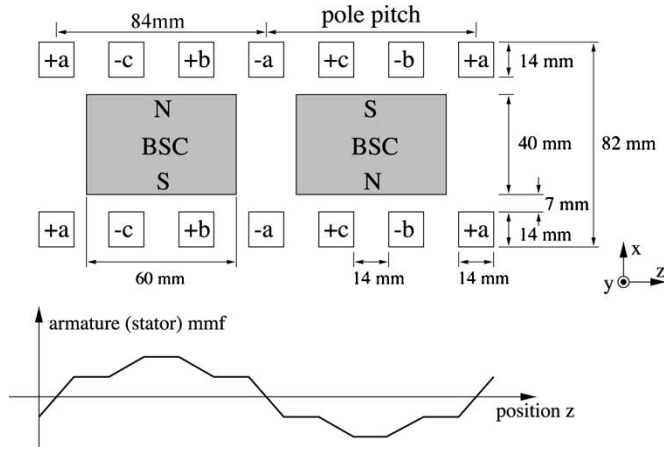 84mm pole pitch
+a -c +b -a +c -b +a 14 mm
N S
BSC BSC 40 mm 82 mm
S N
7 mm
+a -c +b -a +c -b +a 14 mm
60 mm 14 mm 14 mm
x
y z
armature (stator) mmf
position z